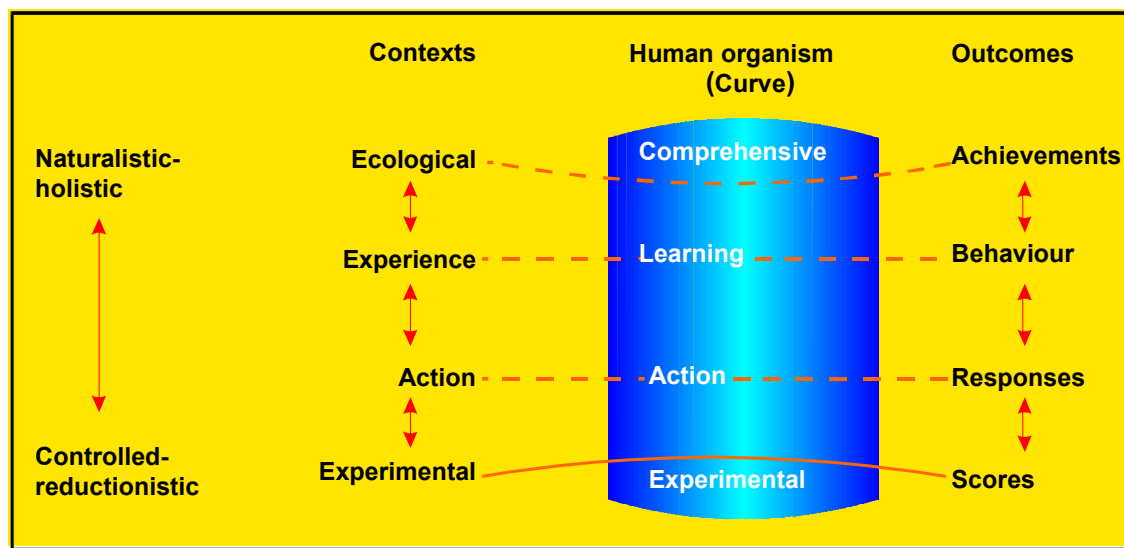 Contexts
Human organism
(Curve)
Outcomes
Naturalistic-
holistic
Ecological
Comprehensive
Achievements
Experience
Learning
Behaviour
Action
Action
Responses
Controlled-
reductionistic
Experimental
Experimental
Scores